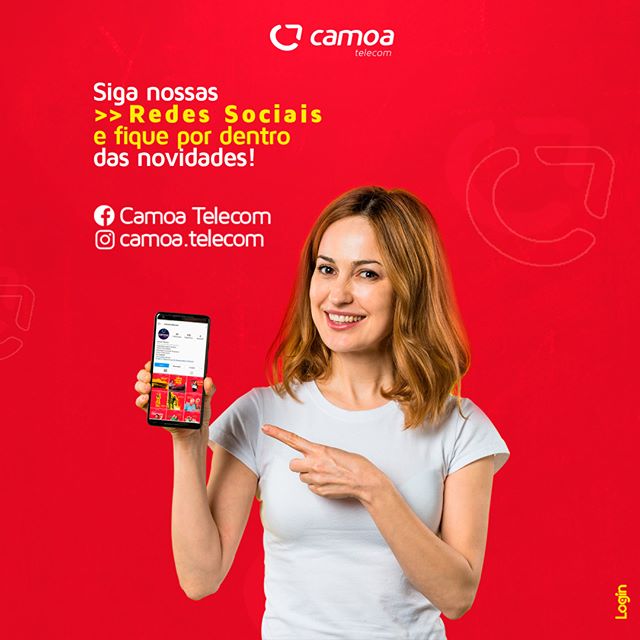 camoa
telecom
Siga nossas
>> Redes Sociais
e fique por dentro
das novidades!
Camoa Telecom
camoa.telecom
Login